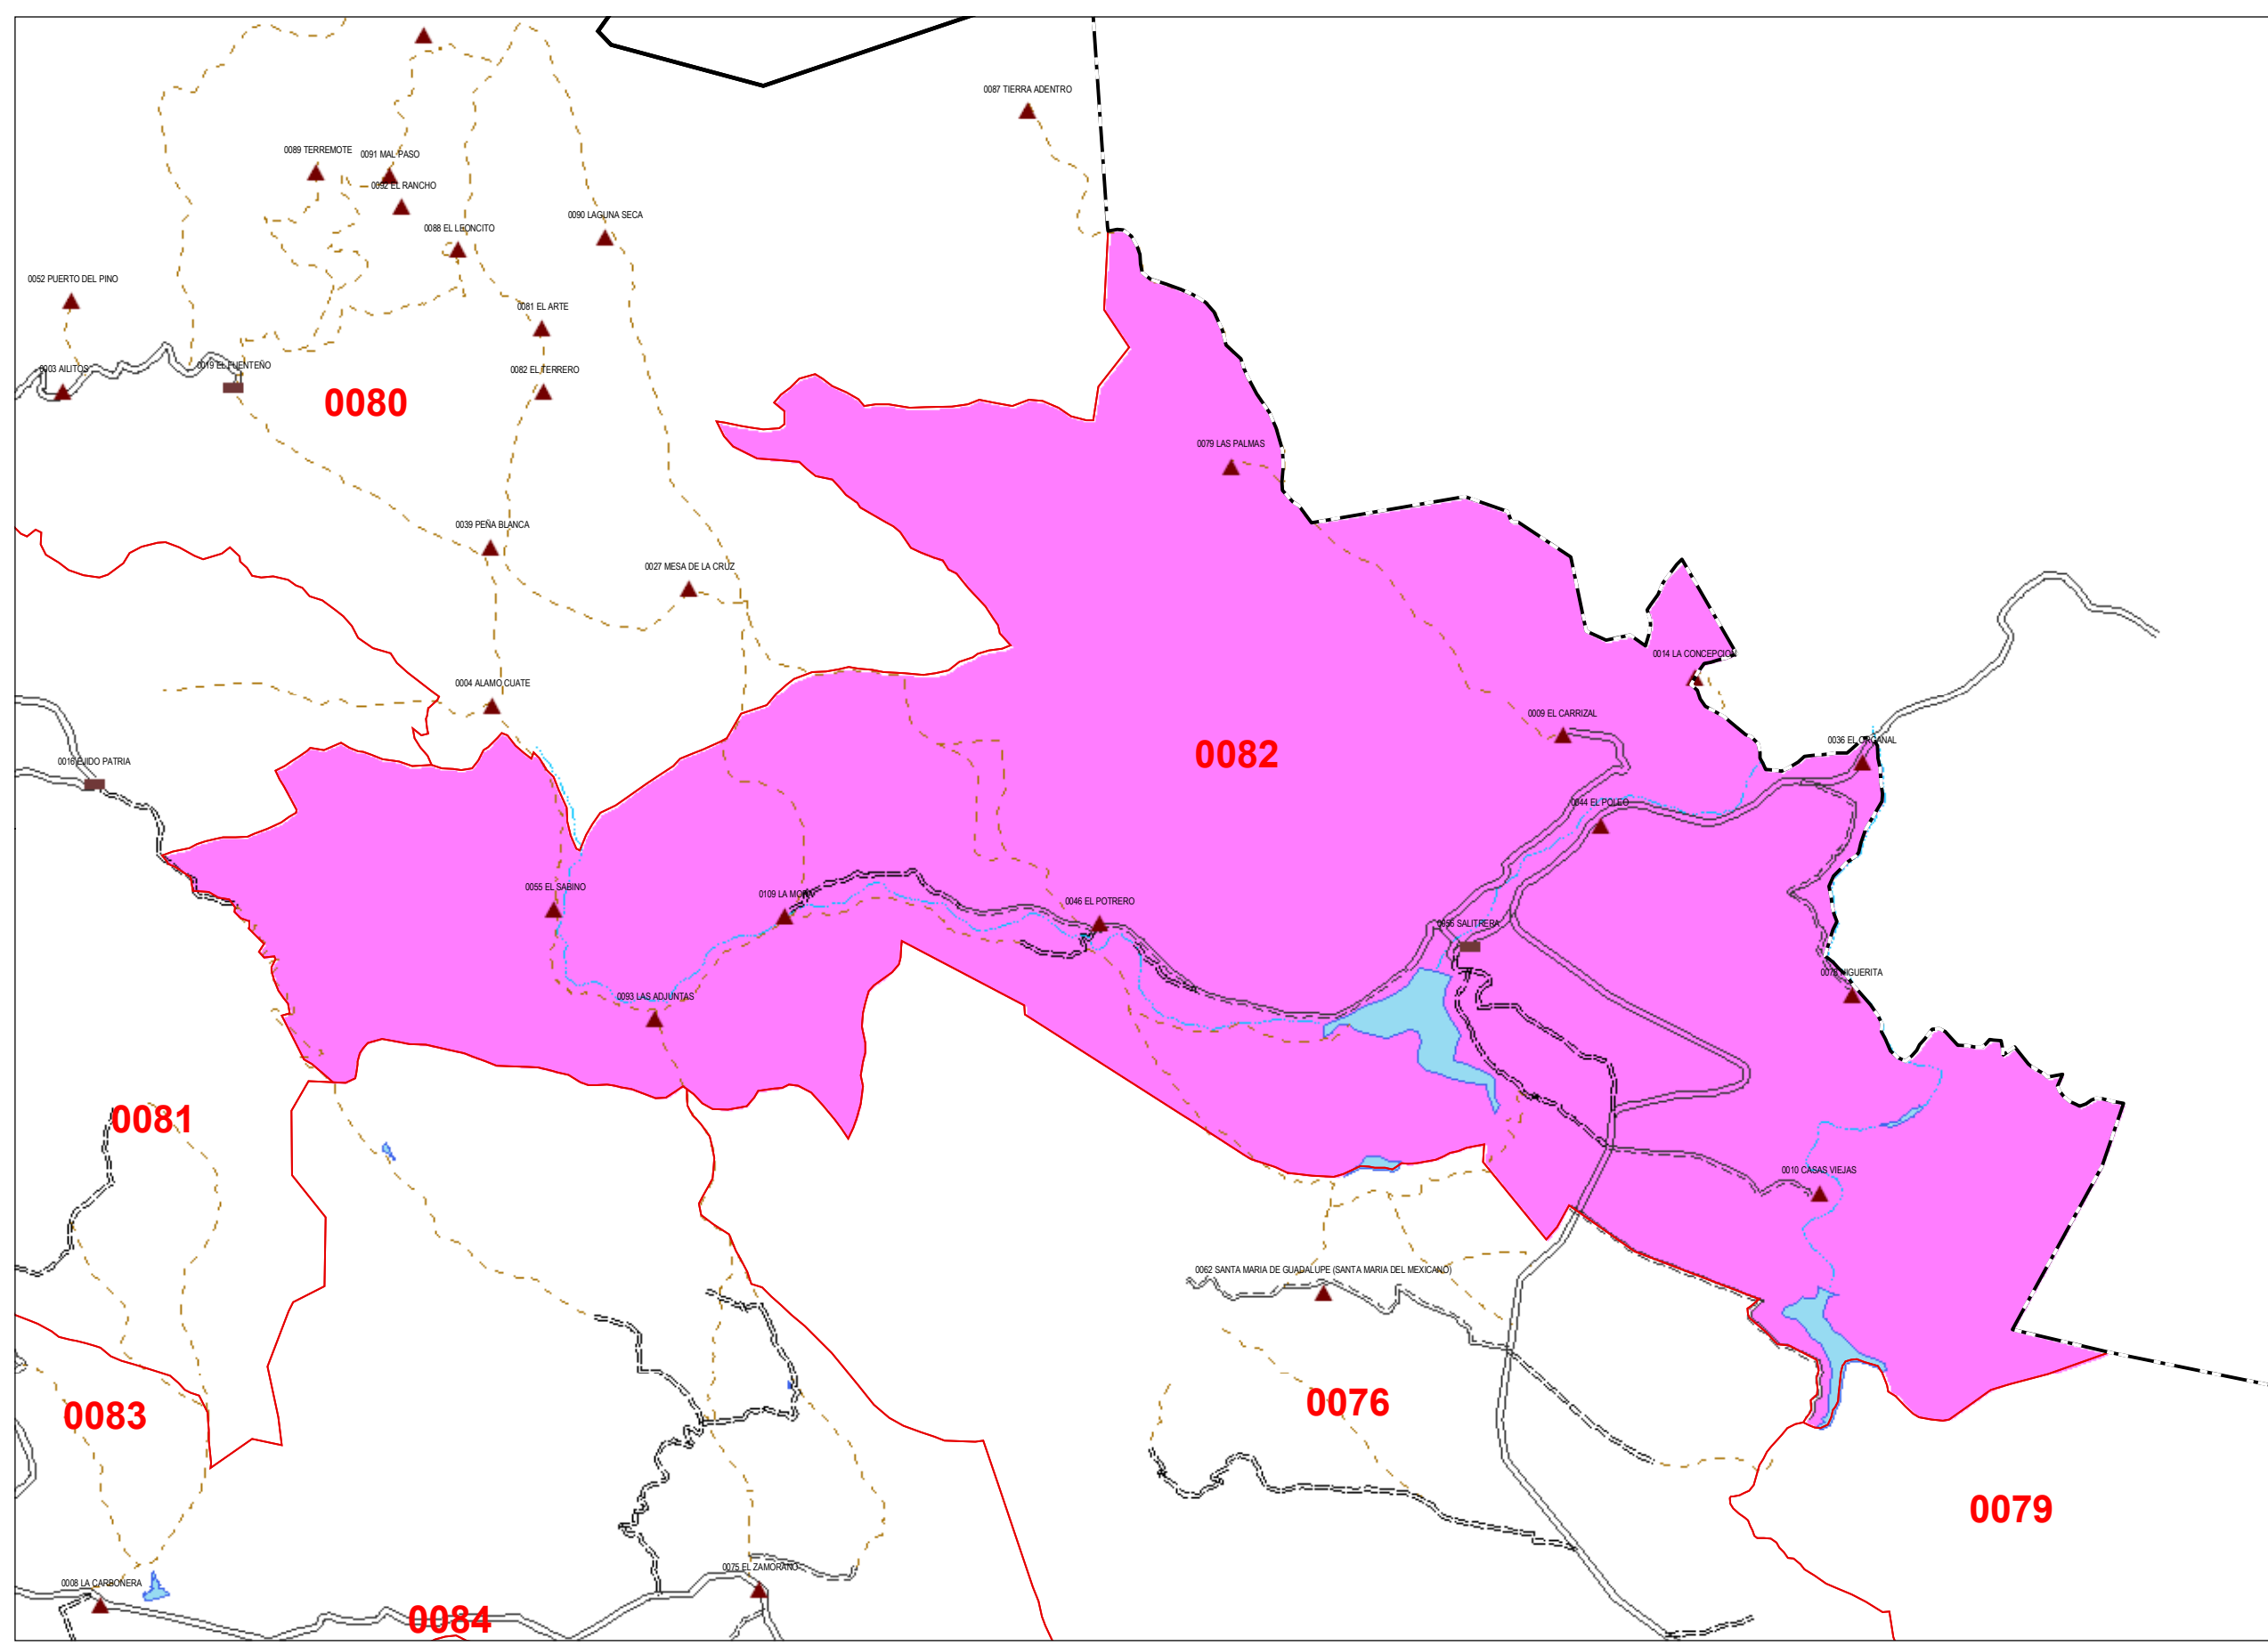 0087 TIERRA ADENTRO
0089 TERREMOTE
0091 MAL PASO
0092 EL RANCHO
0090 LAGUNA SECA
0088 EL LEONCITO
0052 PUERTO DEL PINO
0081 EL ARTE
0003 AILITOS
0019 EL FUENTEÑO
0082 EL TERRERO
0080
0079 LAS PALMAS
0039 PEÑA BLANCA
0027 MESA DE LA CRUZ
0014 LA CONCEPCION
0004 ALAMO CUATE
0009 EL CARRIZAL
0036 EL ORGANAL
0082
0016 EJIDO PATRIA
0044 EL POLEO
0055 EL SABINO
0109 LA MORA
0046 EL POTRERO
0056 SALITRERA
0078 HIGUERITA
0093 LAS ADJUNTAS
0081
0010 CASAS VIEJAS
0062 SANTA MARIA DE GUADALUPE (SANTA MARIA DEL MEXICANO)
0076
0083
0079
0075 EL ZAMORANO
0008 LA CARBONERA
0084